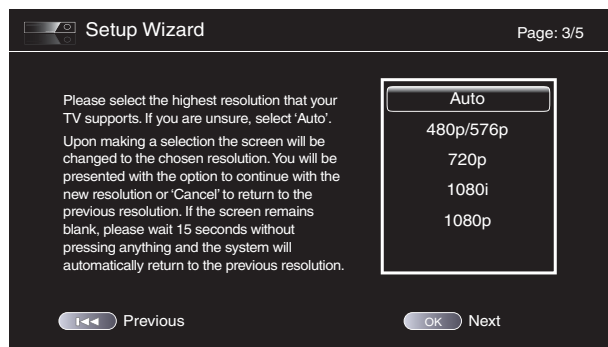 Setup Wizard
Page: 3/5
Please select the highest resolution that your
TV supports. If you are unsure, select ‘Auto’.
Upon making a selection the screen will be
changed to the chosen resolution. You will be
presented with the option to continue with the
new resolution or ‘Cancel’ to return to the
previous resolution. If the screen remains
blank, please wait 15 seconds without
pressing anything and the system will
automatically return to the previous resolution.
Auto
480p/576p
720p
1080i
1080p
Previous
OK Next